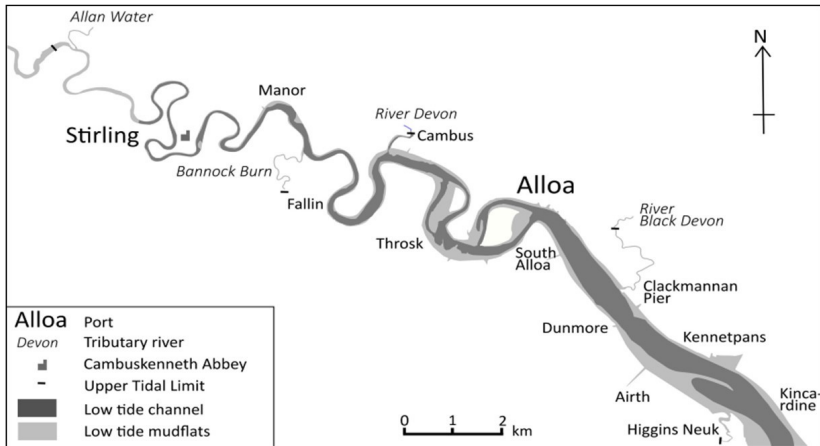 Allan Water
N
Manor
River Devon
Cambus
Stirling
Bannock Burn
Alloa
Fallin
River
Black Devon
Throsk
South
Alloa
Clackmannan
Pier
Dunmore
Kennetpans
Airth
Kinca-
rdine
Higgins Neuk
Alloa Port
Devon Tributary river
Cambuskenneth Abbey
Upper Tidal Limit
Low tide channel
Low tide mudflats
0 1 2
km